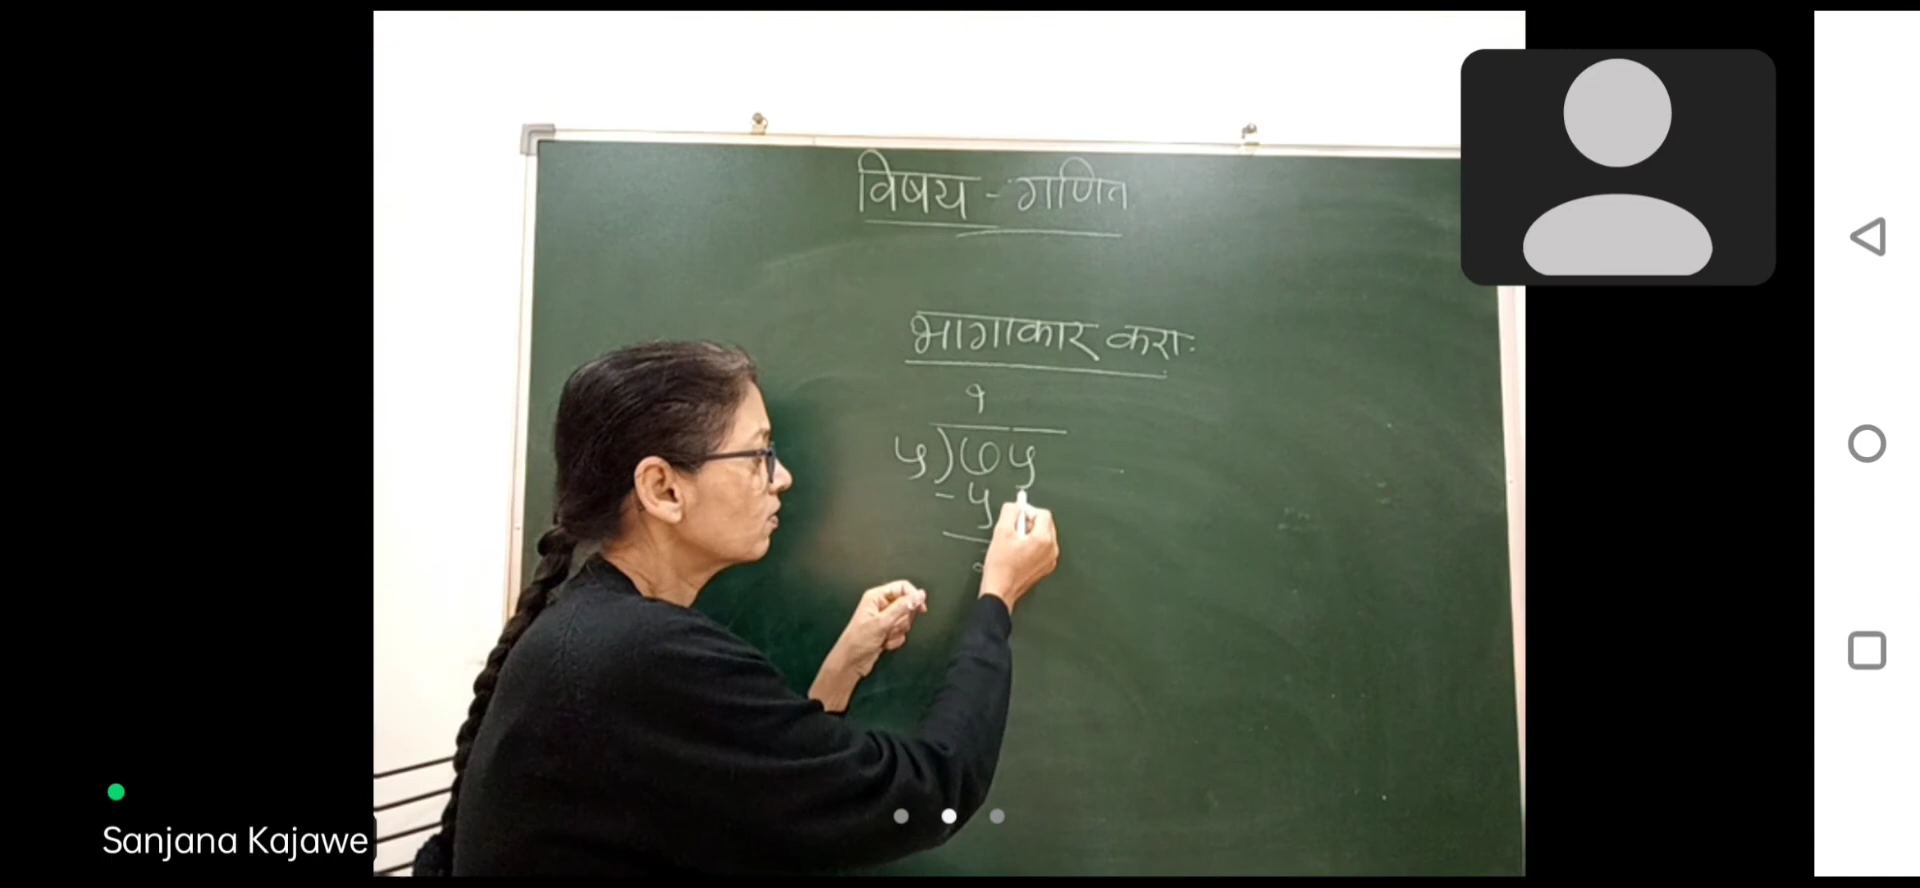 विषय - गणित
भागाकार करा:
१
५) ७५
- ५
Sanjana Kajawe